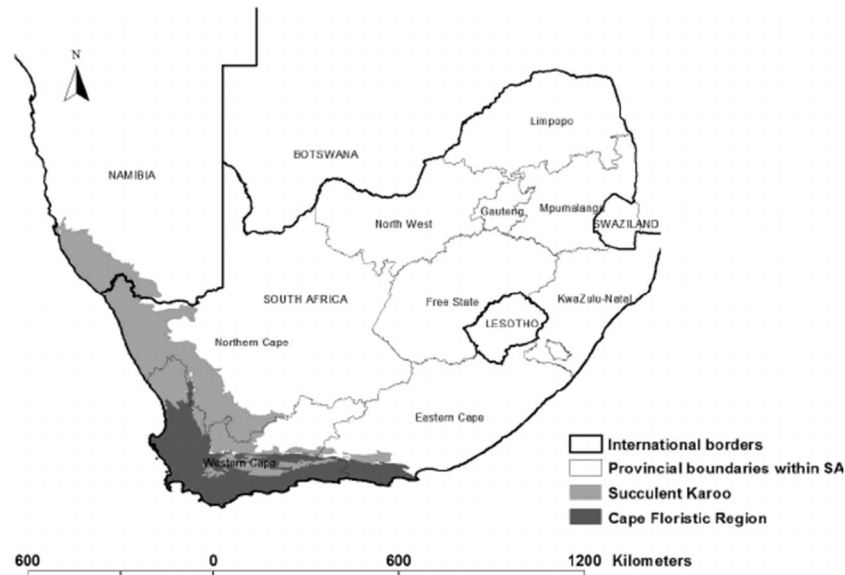 N
Limpopo
BOTSWANA
NAMIBIA
Mpumalanga
Gauteng
North West
SWAZILAND
SOUTH AFRICA
Free State
KwaZulu-Natal
LESOTHO
Northern Cape
Eastern Cape
Western Cape
International borders
Provincial boundaries within SA
Succulent Karoo
Cape Floristic Region
600 0 600 1200 Kilometers